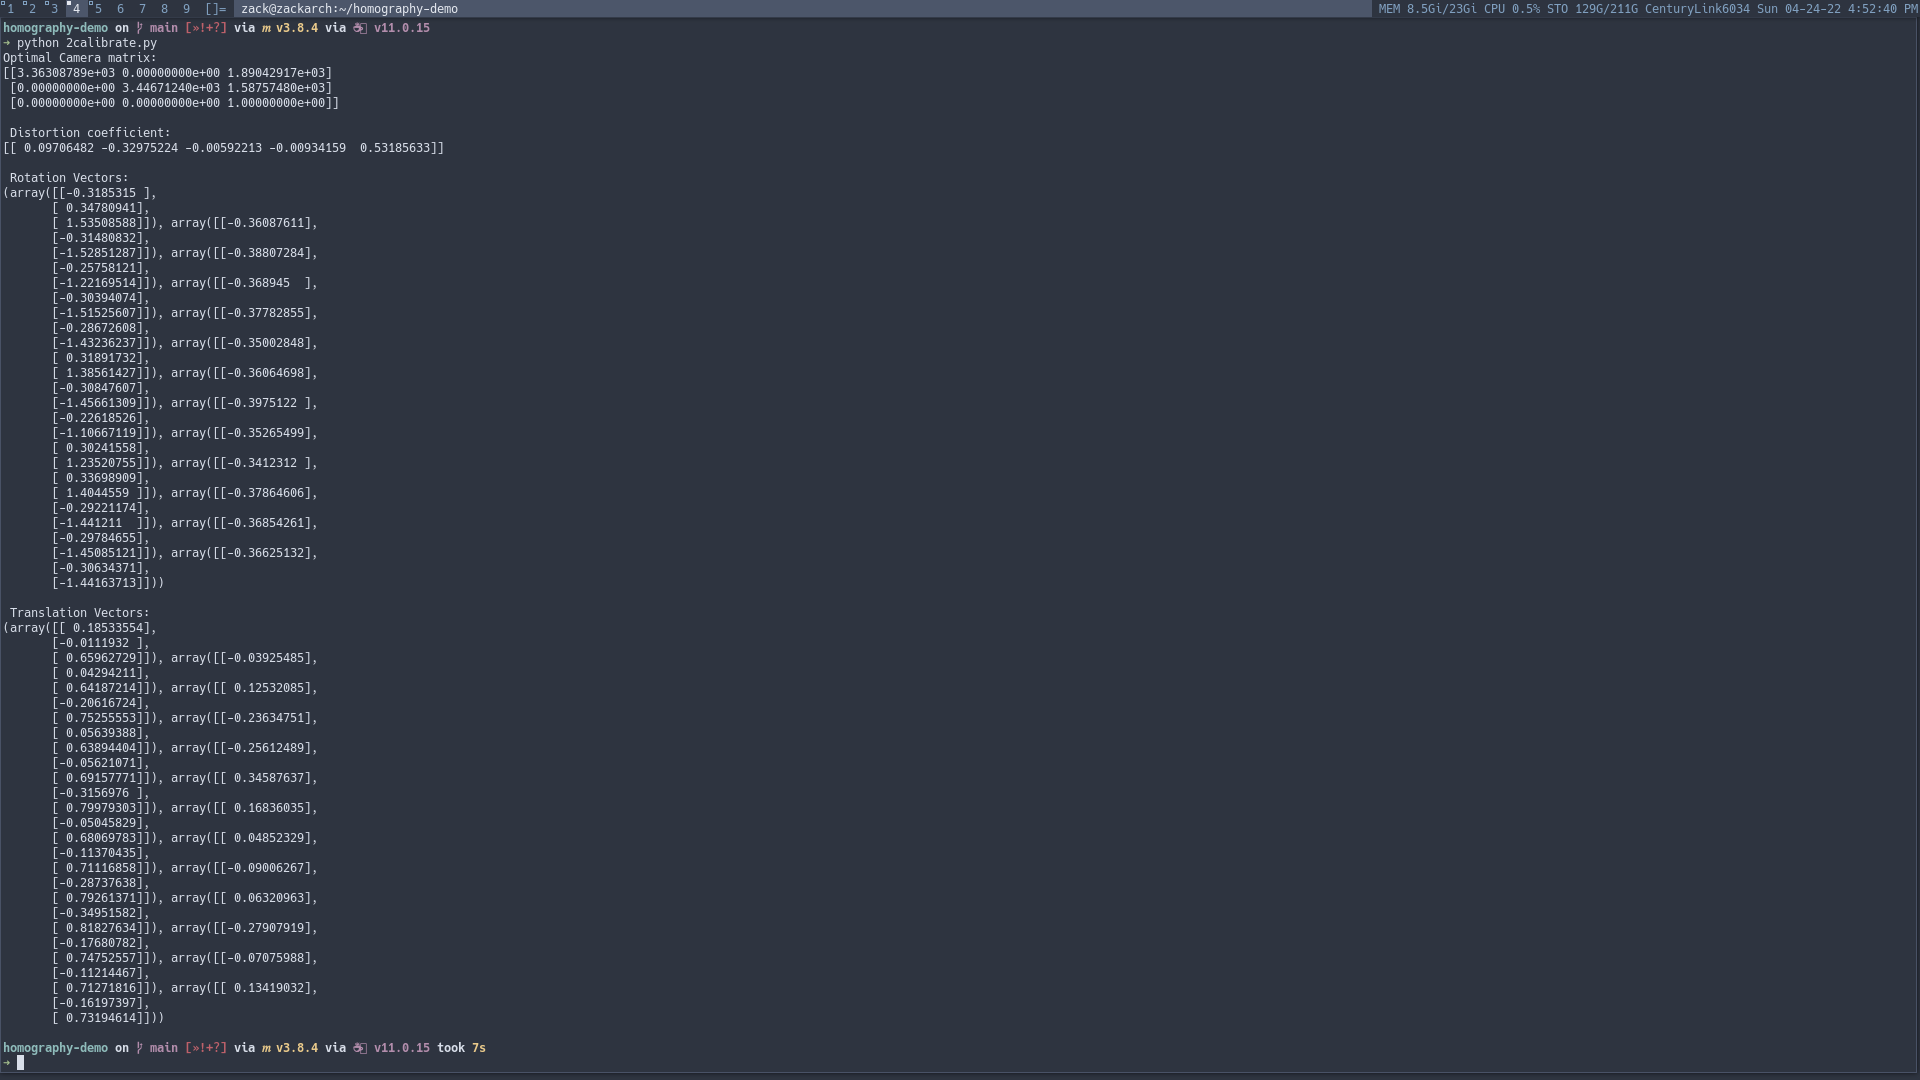 1 2 3 4 5 6 7 8 9 []= zack@zackarch:~/homography-demo MEM 8.5Gi/23Gi CPU 0.5% STO 129G/211G CenturyLink6034 Sun 04-24-22 4:52:40 PM
homography-demo on main [»!+?] via m v3.8.4 via v11.0.15
→ python 2calibrate.py
Optimal Camera matrix:
[[3.36308789e+03 0.00000000e+00 1.89042917e+03]
 [0.00000000e+00 3.44671240e+03 1.58757480e+03]
 [0.00000000e+00 0.00000000e+00 1.00000000e+00]]

 Distortion coefficient:
[[ 0.09706482 -0.32975224 -0.00592213 -0.00934159  0.53185633]]

 Rotation Vectors:
(array([[-0.3185315 ],
       [ 0.34780941],
       [ 1.53508588]]), array([[-0.36087611],
       [-0.31480832],
       [-1.52851287]]), array([[-0.38807284],
       [-0.25758121],
       [-1.22169514]]), array([[-0.368945  ],
       [-0.30394074],
       [-1.51525607]]), array([[-0.37782855],
       [-0.28672608],
       [-1.43236237]]), array([[-0.35002848],
       [ 0.31891732],
       [ 1.38561427]]), array([[-0.36064698],
       [-0.30847607],
       [-1.45661309]]), array([[-0.3975122 ],
       [-0.22618526],
       [-1.10667119]]), array([[-0.35265499],
       [ 0.30241558],
       [ 1.23520755]]), array([[-0.3412312 ],
       [ 0.33698909],
       [ 1.4044559 ]]), array([[-0.37864606],
       [-0.29221174],
       [-1.441211  ]]), array([[-0.36854261],
       [-0.29784655],
       [-1.45085121]]), array([[-0.36625132],
       [-0.30634371],
       [-1.44163713]]))

 Translation Vectors:
(array([[ 0.18533554],
       [-0.0111932 ],
       [ 0.65962729]]), array([[-0.03925485],
       [ 0.04294211],
       [ 0.64187214]]), array([[ 0.12532085],
       [-0.20616724],
       [ 0.75255553]]), array([[-0.23634751],
       [ 0.05639388],
       [ 0.63894404]]), array([[-0.25612489],
       [-0.05621071],
       [ 0.69157771]]), array([[ 0.34587637],
       [-0.3156976 ],
       [ 0.79979303]]), array([[ 0.16836035],
       [-0.05045829],
       [ 0.68069783]]), array([[ 0.04852329],
       [-0.11370435],
       [ 0.71116858]]), array([[-0.09006267],
       [-0.28737638],
       [ 0.79261371]]), array([[ 0.06320963],
       [-0.34951582],
       [ 0.81827634]]), array([[-0.27907919],
       [-0.17680782],
       [ 0.74752557]]), array([[-0.07075988],
       [-0.11214467],
       [ 0.71271816]]), array([[ 0.13419032],
       [-0.16197397],
       [ 0.73194614]]))

homography-demo on main [»!+?] via m v3.8.4 via v11.0.15 took 7s
→